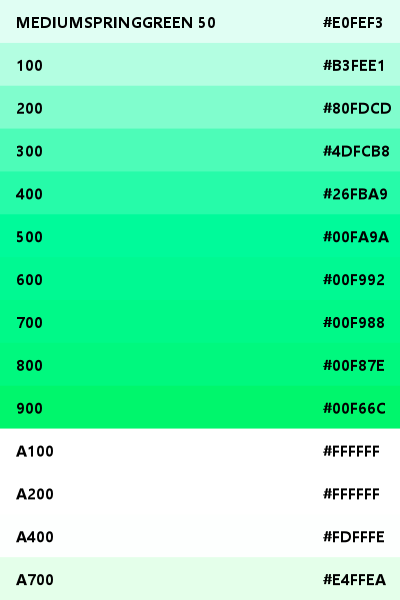 MEDIUMSPRINGGREEN 50 #E0FEF3
100 #B3FEE1
200 #80FDCD
300 #4DFCB8
400 #26FBA9
500 #00FA9A
600 #00F992
700 #00F988
800 #00F87E
900 #00F66C
A100 #FFFFFF
A200 #FFFFFF
A400 #FDFFFE
A700 #E4FFEA